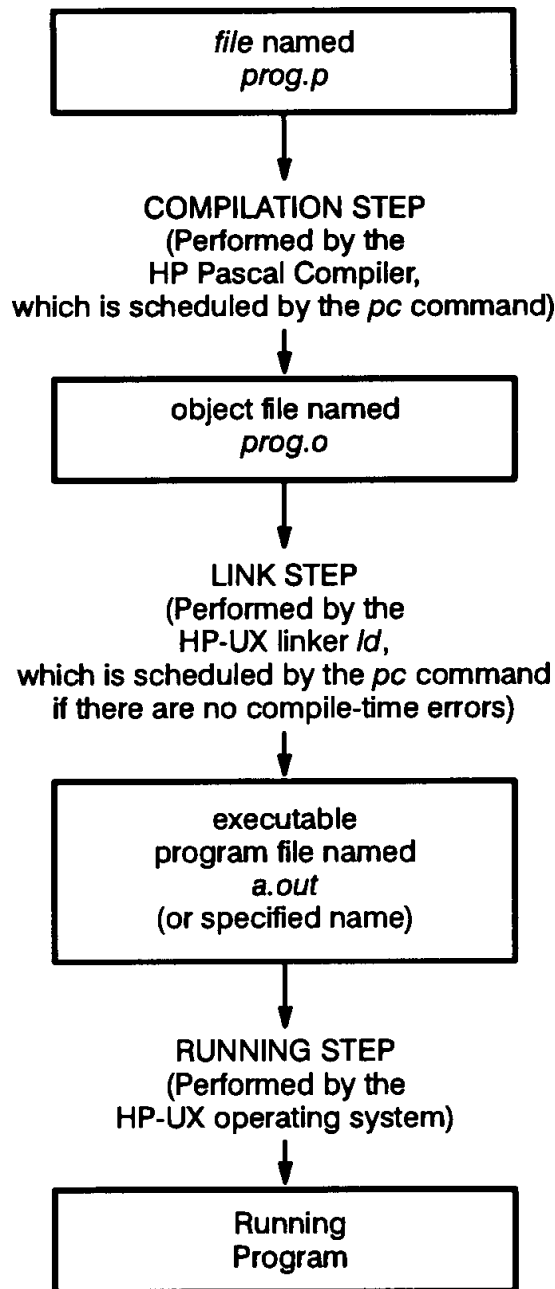 file named
prog.p
COMPILATION STEP
(Performed by the
HP Pascal Compiler,
which is scheduled by the pc command)
object file named
prog.o
LINK STEP
(Performed by the
HP-UX linker ld,
which is scheduled by the pc command
if there are no compile-time errors)
executable
program file named
a.out
(or specified name)
RUNNING STEP
(Performed by the
HP-UX operating system)
Running
Program